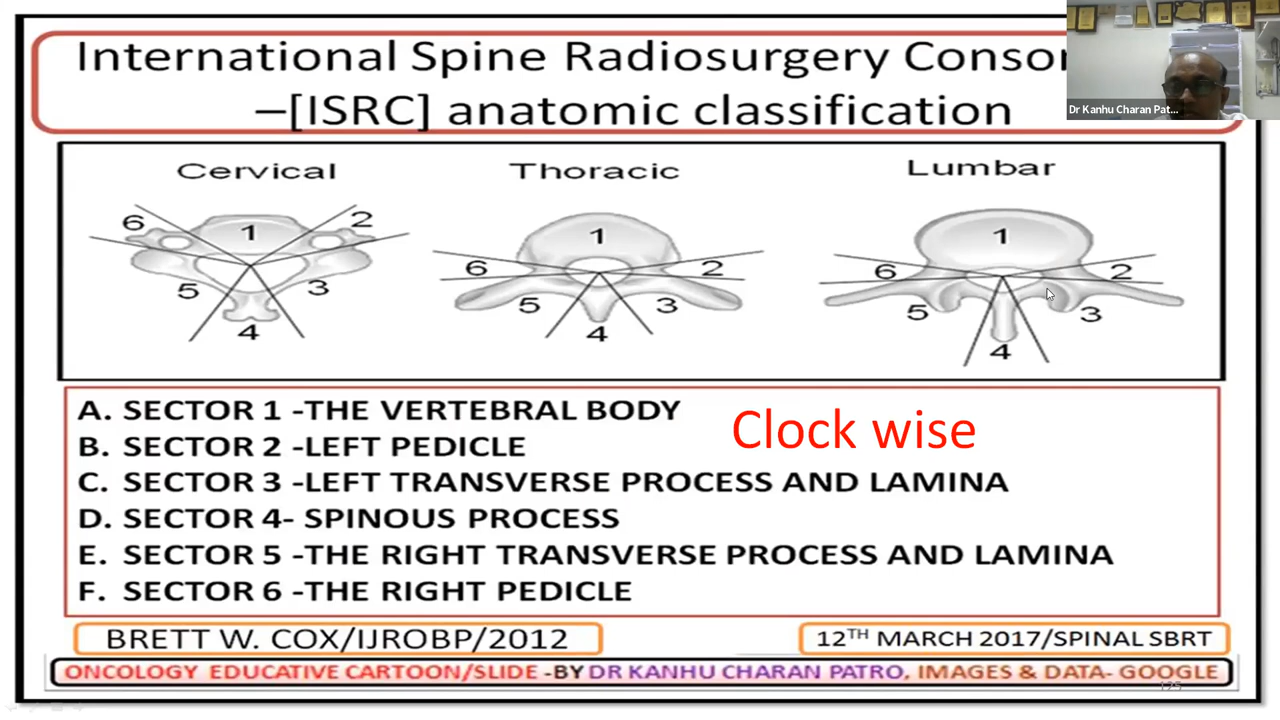 International Spine Radiosurgery Consor
–[ISRC] anatomic classification
Dr Kanhu Charan Pat...
Cervical Thoracic Lumbar
6 1 2 5 3 4
1 6 2 5 3 4
1 6 2 5 3 4
A. SECTOR 1 -THE VERTEBRAL BODY
Clock wise
B. SECTOR 2 -LEFT PEDICLE
C. SECTOR 3 -LEFT TRANSVERSE PROCESS AND LAMINA
D. SECTOR 4- SPINOUS PROCESS
E. SECTOR 5 -THE RIGHT TRANSVERSE PROCESS AND LAMINA
F. SECTOR 6 -THE RIGHT PEDICLE
BRETT W. COX/IJROBP/2012
12TH MARCH 2017/SPINAL SBRT
ONCOLOGY EDUCATIVE CARTOON/SLIDE -BY DR KANHU CHARAN PATRO, IMAGES & DATA- GOOGLE
125